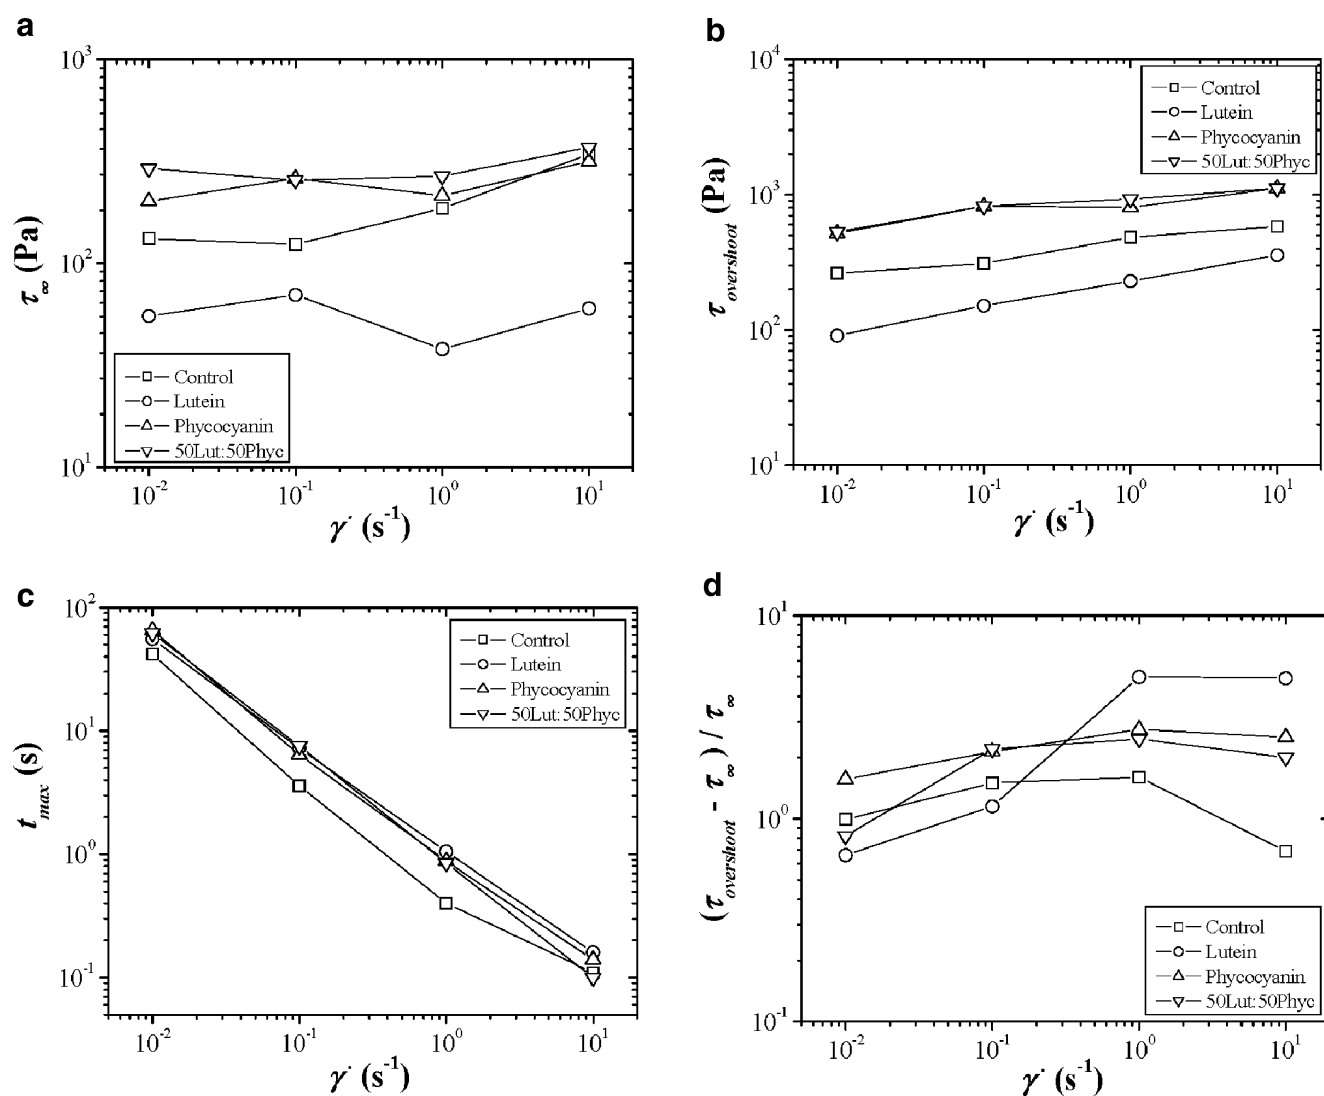 a
10³
10²
10¹
τ∞ (Pa)
Control
Lutein
Phycocyanin
50Lut:50Phyc
10⁻² 10⁻¹ 10⁰ 10¹
γ˙ (s⁻¹)
b
10⁴
10³
10²
10¹
τovershoot (Pa)
Control
Lutein
Phycocyanin
50Lut:50Phyc
10⁻² 10⁻¹ 10⁰ 10¹
γ˙ (s⁻¹)
c
10²
10¹
10⁰
10⁻¹
tmax (s)
Control
Lutein
Phycocyanin
50Lut:50Phyc
10⁻² 10⁻¹ 10⁰ 10¹
γ˙ (s⁻¹)
d
10¹
10⁰
10⁻¹
(τovershoot - τ∞) / τ∞
Control
Lutein
Phycocyanin
50Lut:50Phyc
10⁻² 10⁻¹ 10⁰ 10¹
γ˙ (s⁻¹)